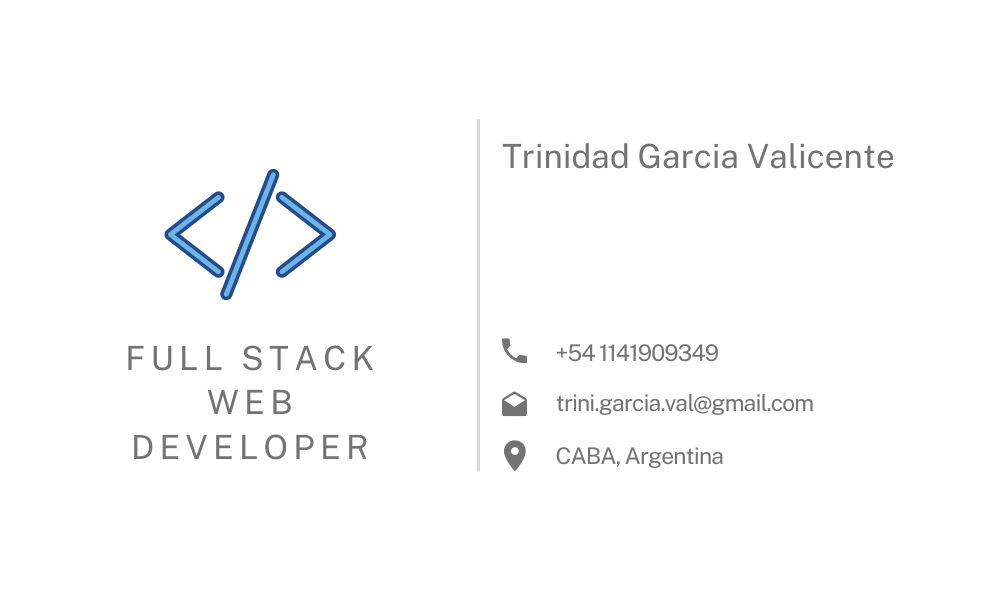 FULL STACK
WEB
DEVELOPER
Trinidad Garcia Valicente
+54 1141909349
trini.garcia.val@gmail.com
CABA, Argentina